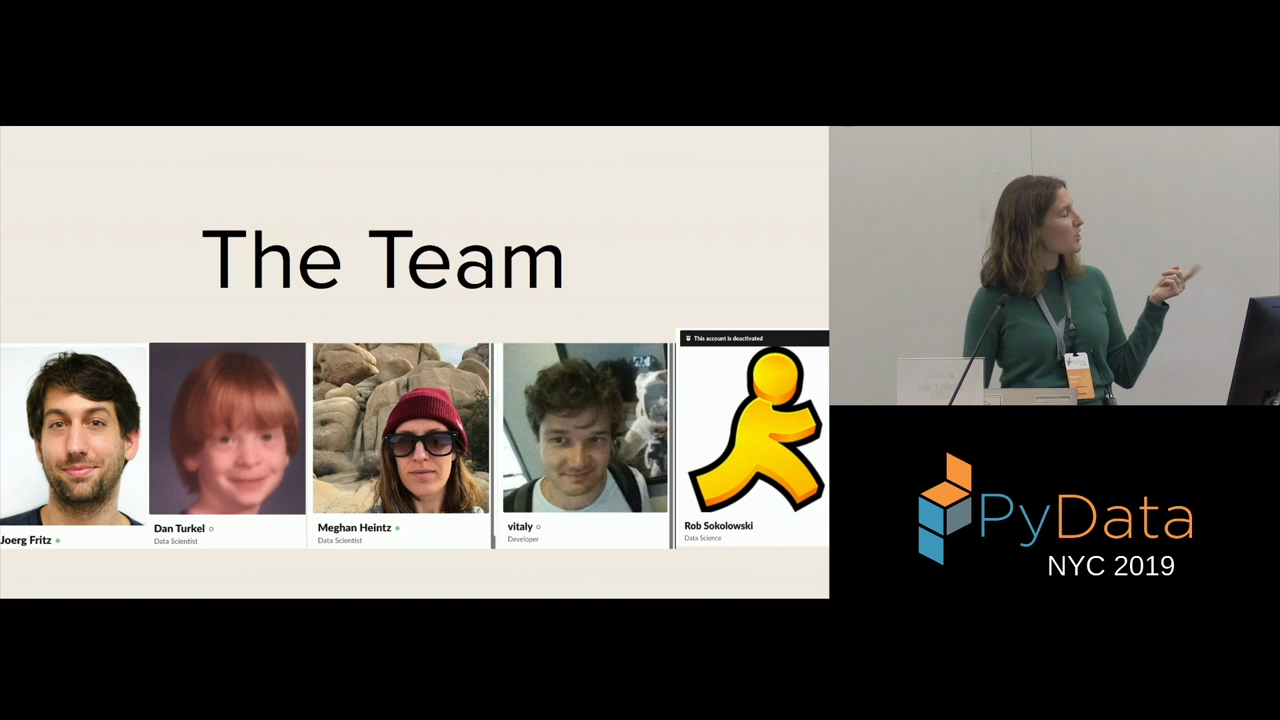 The Team
This account is deactivated
Joerg Fritz
Dan Turkel
Data Scientist
Meghan Heintz
Data Scientist
vitaly
Developer
Rob Sokolowski
Data Science
PyData
NYC 2019